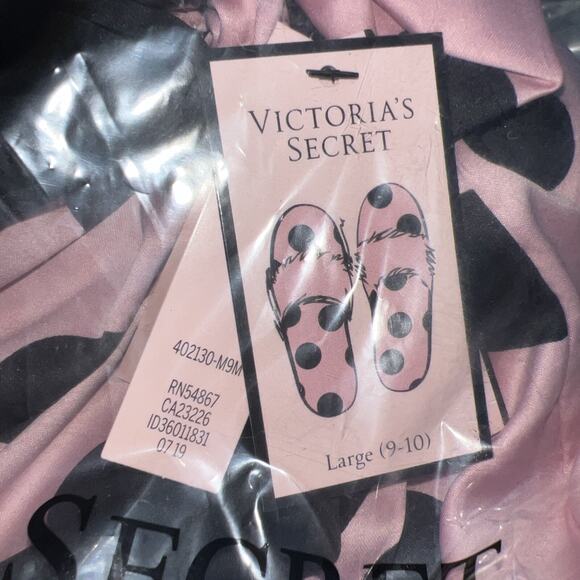 VICTORIA'S
SECRET
402130-M9M
RN54867
CA23226
ID36011831
07 19
Large (9-10)
SECRET